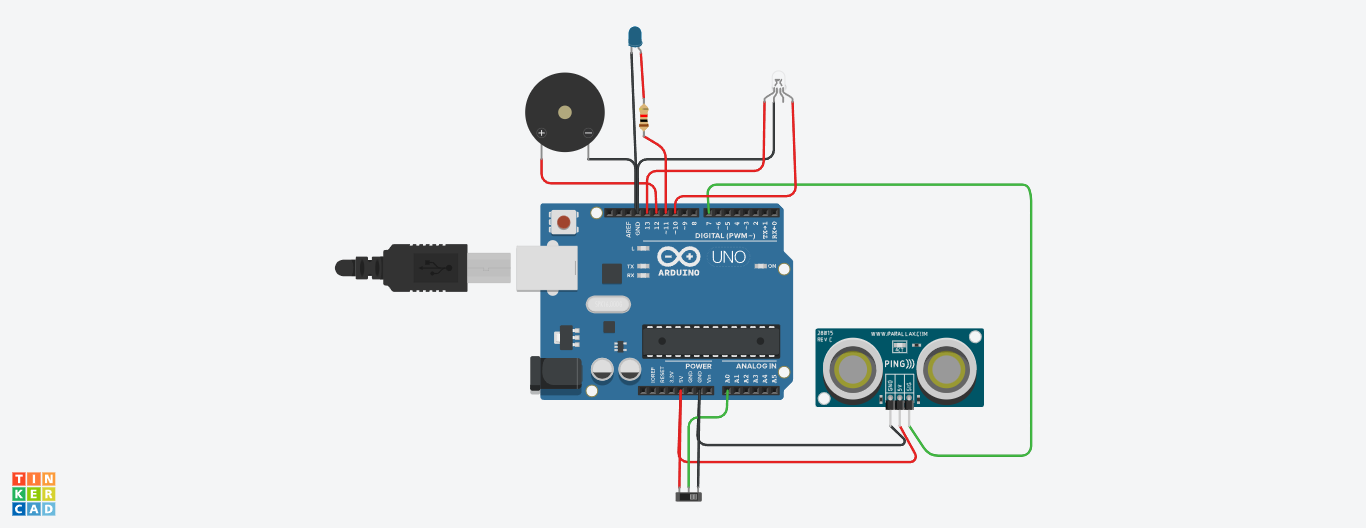 +
−
AREF
GND
13
12
~11
~10
~9
8
7
~6
~5
4
~3
2
TX→1
RX←0
DIGITAL (PWM~)
L
TX
RX
ARDUINO
UNO
ON
POWER
ANALOG IN
IOREF
RESET
3.3V
5V
GND
GND
Vin
A0
A1
A2
A3
A4
A5
28015
REV C
WWW.PARALLAX.COM
ACT
PING)))
GND
5V
SIG
TIN
KER
CAD